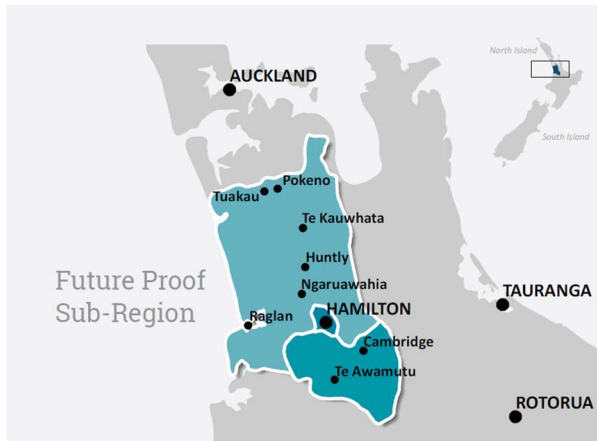 North Island
AUCKLAND
South Island
Pokeno
Tuakau
Te Kauwhata
Huntly
Future Proof
Sub-Region
Ngaruawahia
TAURANGA
HAMILTON
Raglan
Cambridge
Te Awamutu
ROTORUA